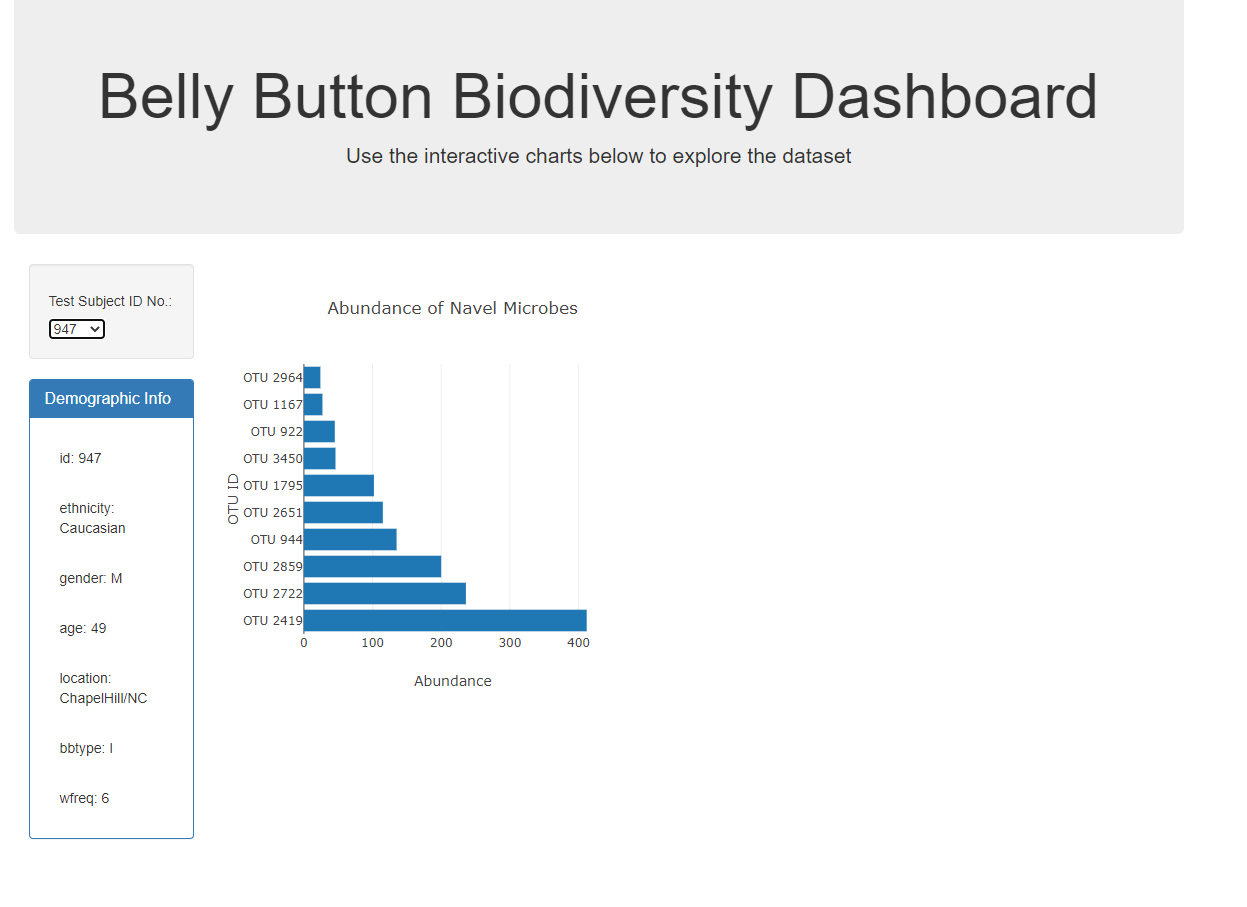 Belly Button Biodiversity Dashboard
Use the interactive charts below to explore the dataset
Test Subject ID No.:
947
Demographic Info
id: 947
ethnicity:
Caucasian
gender: M
age: 49
location:
ChapelHill/NC
bbtype: I
wfreq: 6
Abundance of Navel Microbes
OTU ID
OTU 2964
OTU 1167
OTU 922
OTU 3450
OTU 1795
OTU 2651
OTU 944
OTU 2859
OTU 2722
OTU 2419
0 100 200 300 400
Abundance